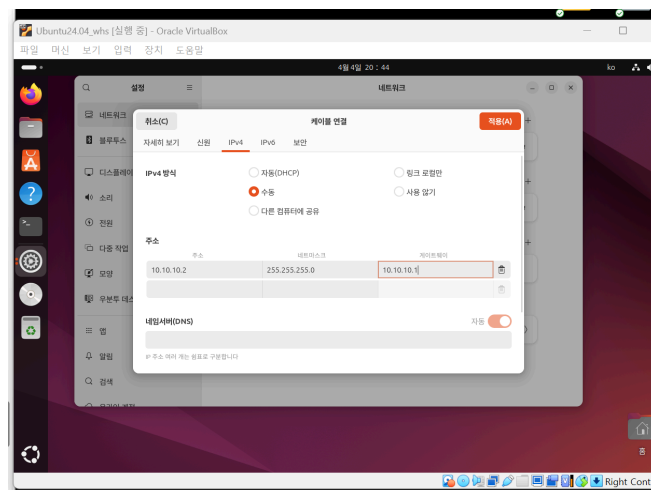 Ubuntu24.04_whs [실행 중] - Oracle VirtualBox
파일 머신 보기 입력 장치 도움말
4월 4일 20 : 44
ko
설정
네트워크
네트워크
블루투스
디스플레이
소리
전원
다중 작업
모양
우분투 데스
앱
알림
검색
취소(C)
케이블 연결
적용(A)
자세히 보기 신원 IPv4 IPv6 보안
IPv4 방식
자동(DHCP)
링크 로컬만
수동
사용 않기
다른 컴퓨터에 공유
주소
주소 네트마스크 게이트웨이
10.10.10.2 255.255.255.0 10.10.10.1
네임서버(DNS)
자동
IP 주소 여러 개는 쉼표로 구분합니다
홈
Right Cont